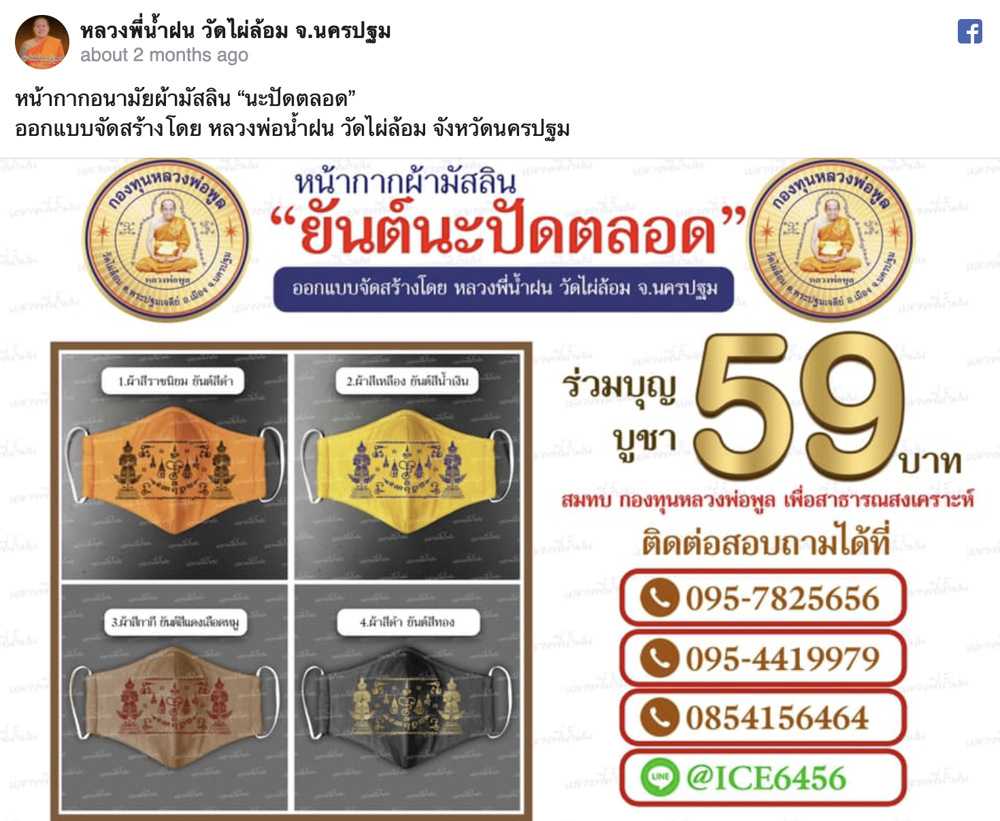 หลวงพี่น้ำฝน วัดไผ่ล้อม จ.นครปฐม
about 2 months ago
หน้ากากอนามัยผ้ามัสลิน “นะปัดตลอด”
ออกแบบจัดสร้างโดย หลวงพ่อน้ำฝน วัดไผ่ล้อม จังหวัดนครปฐม
กองทุนหลวงพ่อพูล
หลวงพ่อพูล
วัดไผ่ล้อม ต.พระปฐมเจดีย์ อ.เมือง จ.นครปฐม
หน้ากากผ้ามัสลิน
“ยันต์นะปัดตลอด”
ออกแบบจัดสร้างโดย หลวงพี่น้ำฝน วัดไผ่ล้อม จ.นครปฐม
กองทุนหลวงพ่อพูล
หลวงพ่อพูล
วัดไผ่ล้อม ต.พระปฐมเจดีย์ อ.เมือง จ.นครปฐม
1.ผ้าสีราชนิยม ยันต์สีดำ
2.ผ้าสีเหลือง ยันต์สีน้ำเงิน
3.ผ้าสีกากี ยันต์สีแดงเลือดหมู
4.ผ้าสีดำ ยันต์สีทอง
ร่วมบุญ
บูชา
59
บาท
สมทบ กองทุนหลวงพ่อพูล เพื่อสาธารณสงเคราะห์
ติดต่อสอบถามได้ที่
095-7825656
095-4419979
0854156464
LINE @ICE6456